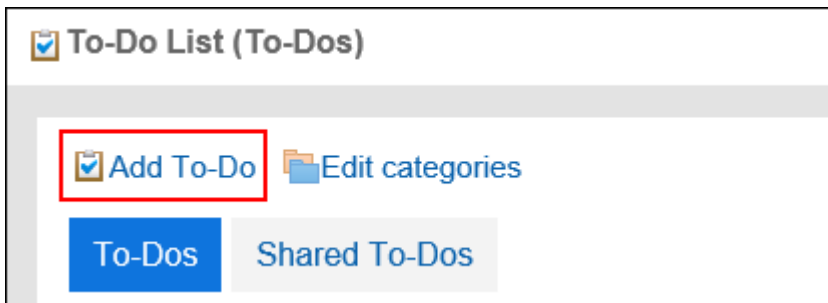 To-Do List (To-Dos)
Add To-Do Edit categories
To-Dos Shared To-Dos